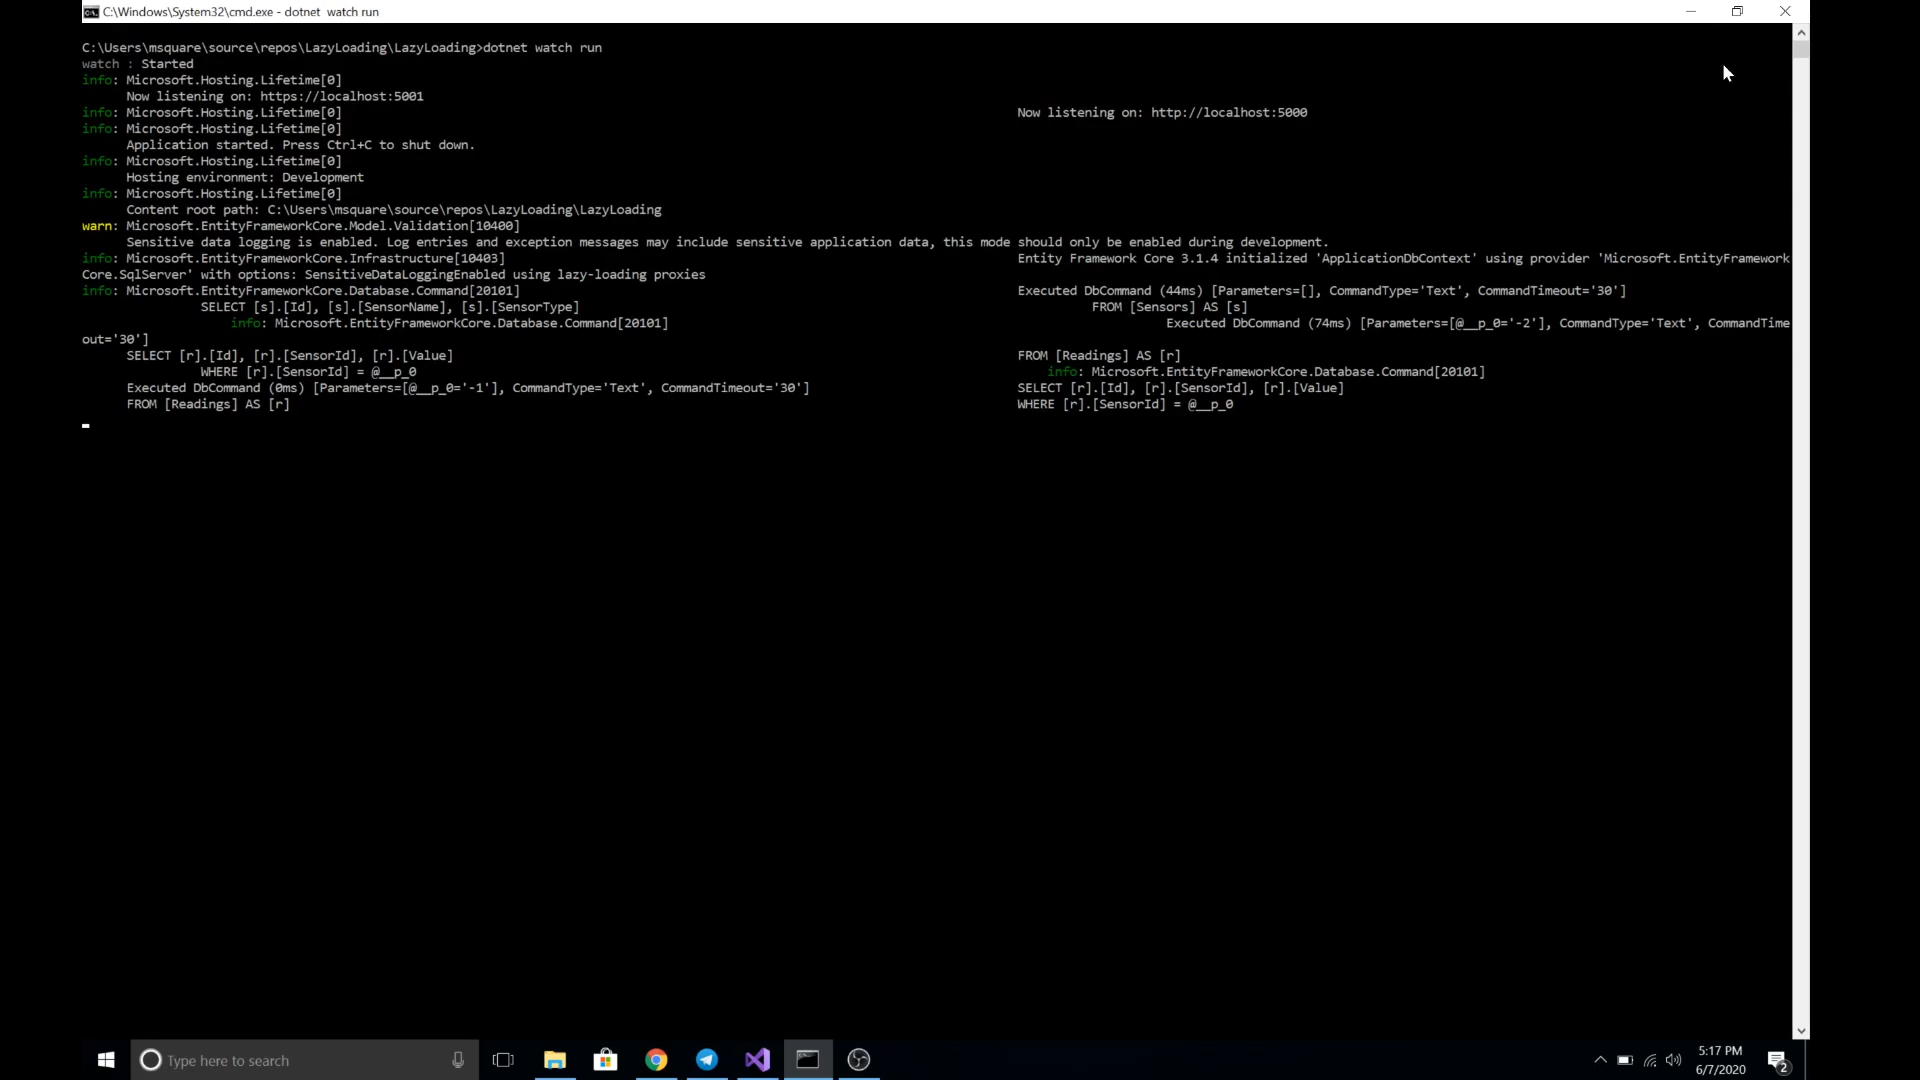 C:\Windows\System32\cmd.exe - dotnet  watch run
C:\Users\msquare\source\repos\LazyLoading\LazyLoading>dotnet watch run
watch : Started
info: Microsoft.Hosting.Lifetime[0]
Now listening on: https://localhost:5001
info: Microsoft.Hosting.Lifetime[0] Now listening on: http://localhost:5000
info: Microsoft.Hosting.Lifetime[0]
Application started. Press Ctrl+C to shut down.
info: Microsoft.Hosting.Lifetime[0]
Hosting environment: Development
info: Microsoft.Hosting.Lifetime[0]
Content root path: C:\Users\msquare\source\repos\LazyLoading\LazyLoading
warn: Microsoft.EntityFrameworkCore.Model.Validation[10400]
Sensitive data logging is enabled. Log entries and exception messages may include sensitive application data, this mode should only be enabled during development.
info: Microsoft.EntityFrameworkCore.Infrastructure[10403] Entity Framework Core 3.1.4 initialized 'ApplicationDbContext' using provider 'Microsoft.EntityFramework
Core.SqlServer' with options: SensitiveDataLoggingEnabled using lazy-loading proxies
info: Microsoft.EntityFrameworkCore.Database.Command[20101] Executed DbCommand (44ms) [Parameters=[], CommandType='Text', CommandTimeout='30']
SELECT [s].[Id], [s].[SensorName], [s].[SensorType] FROM [Sensors] AS [s]
info: Microsoft.EntityFrameworkCore.Database.Command[20101] Executed DbCommand (74ms) [Parameters=[@__p_0='-2'], CommandType='Text', CommandTime
out='30']
SELECT [r].[Id], [r].[SensorId], [r].[Value] FROM [Readings] AS [r]
WHERE [r].[SensorId] = @__p_0 info: Microsoft.EntityFrameworkCore.Database.Command[20101]
Executed DbCommand (0ms) [Parameters=[@__p_0='-1'], CommandType='Text', CommandTimeout='30'] SELECT [r].[Id], [r].[SensorId], [r].[Value]
FROM [Readings] AS [r] WHERE [r].[SensorId] = @__p_0
Type here to search
5:17 PM
6/7/2020
2